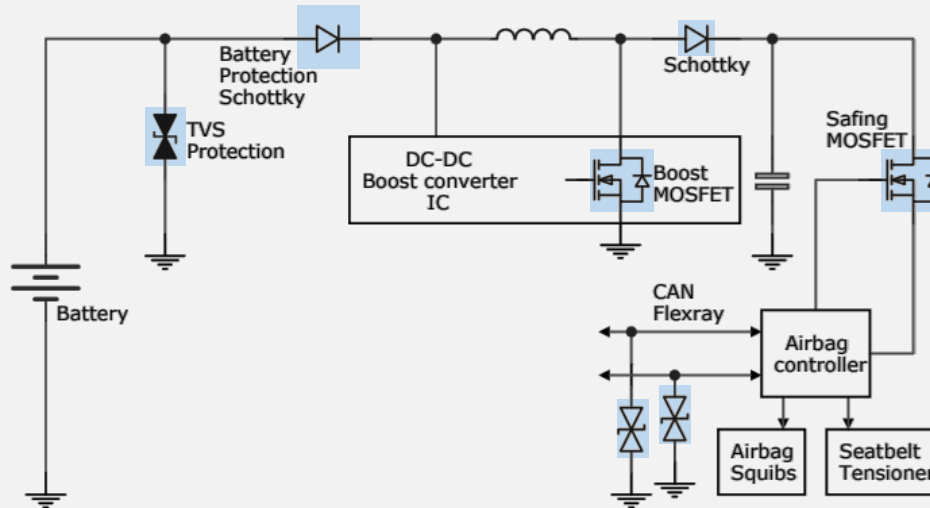 Battery
Protection
Schottky
Schottky
TVS
Protection
Safing
MOSFET
DC-DC
Boost converter
IC
Boost
MOSFET
Battery
CAN
Flexray
Airbag
controller
Airbag
Squibs
Seatbelt
Tensioner